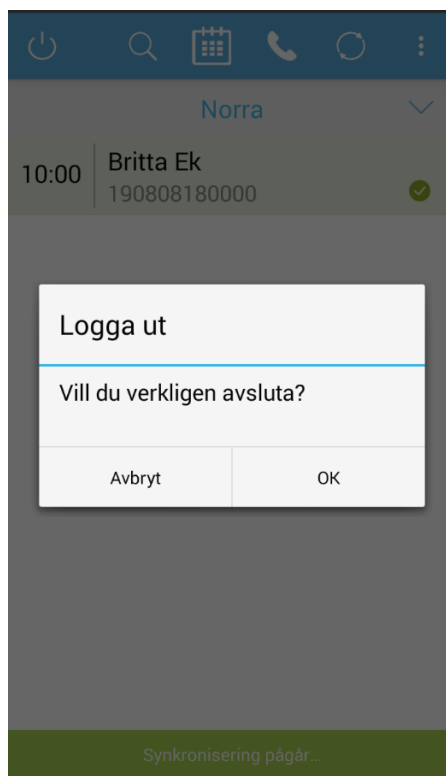 Norra
10:00
Britta Ek
190808180000
Logga ut
Vill du verkligen avsluta?
Avbryt
OK
Synkronisering pågår...